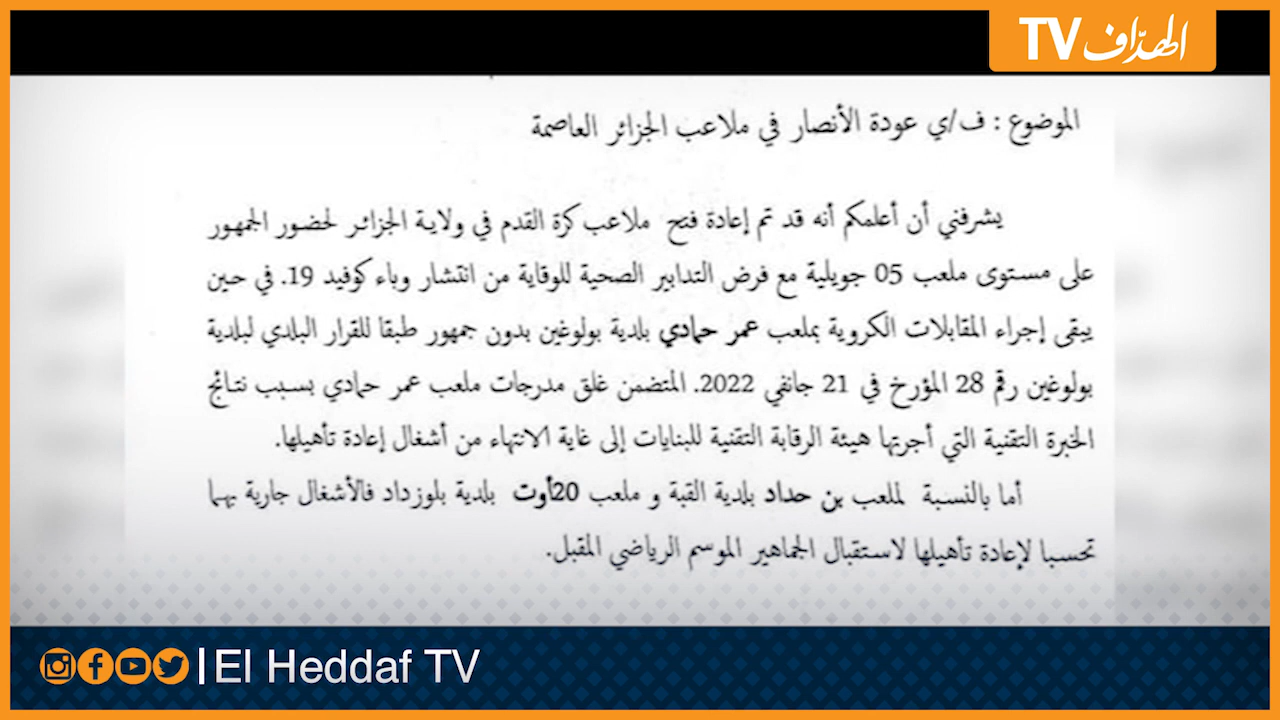 الهدّاف TV
الموضوع : ف/ي عودة الأنصار في ملاعب الجزائر العاصمة
يشرفني أن أعلمكم أنه قد تم إعادة فتح ملاعب كرة القدم في ولاية الجزائر لحضور الجمهور
على مستوى ملعب 05 جويلية مع فرض التدابير الصحية للوقاية من انتشار وباء كوفيد 19. في حين
يبقى إجراء المقابلات الكروية بملعب عمر حمادي بلدية بولوغين بدون جمهور طبقا للقرار البلدي لبلدية
بولوغين رقم 28 المؤرخ في 21 جانفي 2022. المتضمن غلق مدرجات ملعب عمر حمادي بسبب نتائج
الخبرة التقنية التي أجرتها هيئة الرقابة التقنية للبنايات إلى غاية الانتهاء من أشغال إعادة تأهيلها.
أما بالنسبة لملعب بن حداد بلدية القبة و ملعب 20أوت بلدية بلوزداد فالأشغال جارية بهما
تحسبا لإعادة تأهيلها لاستقبال الجماهير الموسم الرياضي المقبل.
El Heddaf TV